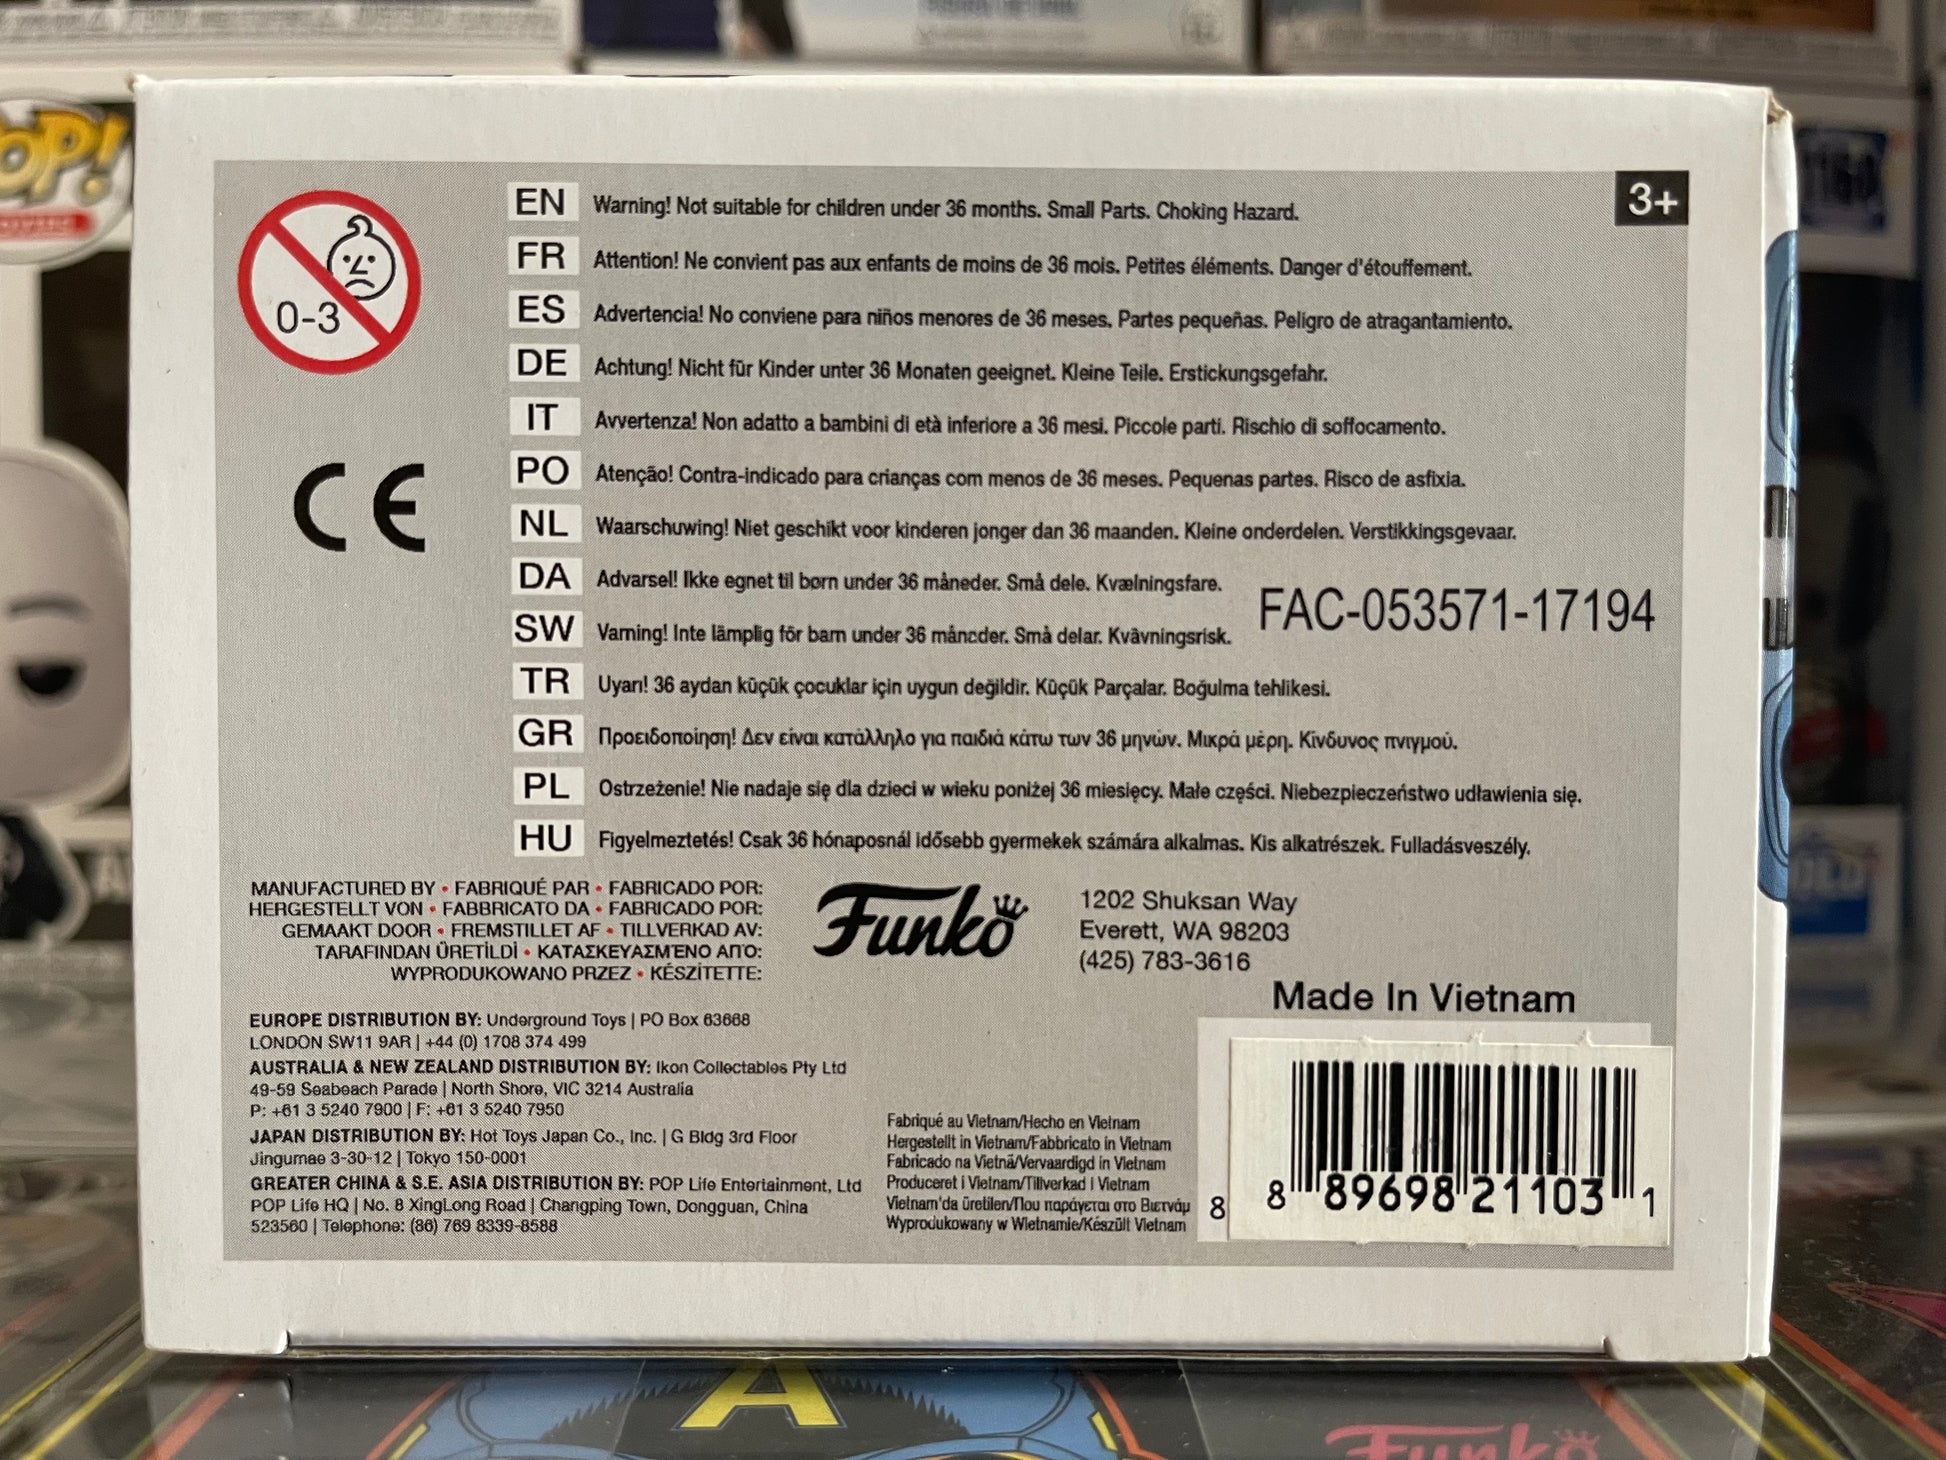 OP!
3+
0-3
EN Warning! Not suitable for children under 36 months. Small Parts. Choking Hazard.
FR Attention! Ne convient pas aux enfants de moins de 36 mois. Petites éléments. Danger d'étouffement.
ES Advertencia! No conviene para niños menores de 36 meses. Partes pequeñas. Peligro de atragantamiento.
DE Achtung! Nicht für Kinder unter 36 Monaten geeignet. Kleine Teile. Erstickungsgefahr.
IT Avvertenza! Non adatto a bambini di età inferiore a 36 mesi. Piccole parti. Rischio di soffocamento.
PO Atenção! Contra-indicado para crianças com menos de 36 meses. Pequenas partes. Risco de asfixia.
CE
NL Waarschuwing! Niet geschikt voor kinderen jonger dan 36 maanden. Kleine onderdelen. Verstikkingsgevaar.
DA Advarsel! Ikke egnet til børn under 36 måneder. Små dele. Kvælningsfare.
FAC-053571-17194
SW Varning! Inte lämplig för barn under 36 månader. Små delar. Kvävningsrisk.
TR Uyarı! 36 aydan küçük çocuklar için uygun değildir. Küçük Parçalar. Boğulma tehlikesi.
GR Προειδοποίηση! Δεν είναι κατάλληλο για παιδιά κάτω των 36 μηνών. Μικρά μέρη. Κίνδυνος πνιγμού.
PL Ostrzeżenie! Nie nadaje się dla dzieci w wieku poniżej 36 miesięcy. Małe części. Niebezpieczeństwo udławienia się.
HU Figyelmeztetés! Csak 36 hónaposnál idősebb gyermekek számára alkalmas. Kis alkatrészek. Fulladásveszély.
MANUFACTURED BY • FABRIQUÉ PAR • FABRICADO POR:
HERGESTELLT VON • FABBRICATO DA • FABRICADO POR:
GEMAAKT DOOR • FREMSTILLET AF • TILLVERKAD AV:
TARAFINDAN ÜRETİLDİ • ΚΑΤΑΣΚΕΥΑΣΜΈΝΟ ΑΠΌ:
WYPRODUKOWANO PRZEZ • KÉSZÍTETTE:
Funko
1202 Shuksan Way
Everett, WA 98203
(425) 783-3616
Made In Vietnam
EUROPE DISTRIBUTION BY: Underground Toys | PO Box 63668
LONDON SW11 9AR | +44 (0) 1708 374 499
AUSTRALIA & NEW ZEALAND DISTRIBUTION BY: Ikon Collectables Pty Ltd
49-59 Seabeach Parade | North Shore, VIC 3214 Australia
P: +61 3 5240 7900 | F: +61 3 5240 7950
JAPAN DISTRIBUTION BY: Hot Toys Japan Co., Inc. | G Bldg 3rd Floor
Jingumae 3-30-12 | Tokyo 150-0001
GREATER CHINA & S.E. ASIA DISTRIBUTION BY: POP Life Entertainment, Ltd
POP Life HQ | No. 8 XingLong Road | Changping Town, Dongguan, China
523560 | Telephone: (86) 769 8339-8588
Fabriqué au Vietnam/Hecho en Vietnam
Hergestellt in Vietnam/Fabbricato in Vietnam
Fabricado na Vietnã/Vervaardigd in Vietnam
Produceret i Vietnam/Tillverkad I Vietnam
Vietnam'da üretilen/Που παράγεται στο Βιετνάμ
Wyprodukowany w Wietnamie/Készült Vietnam
8
8 89698 21103 1
A
Funko